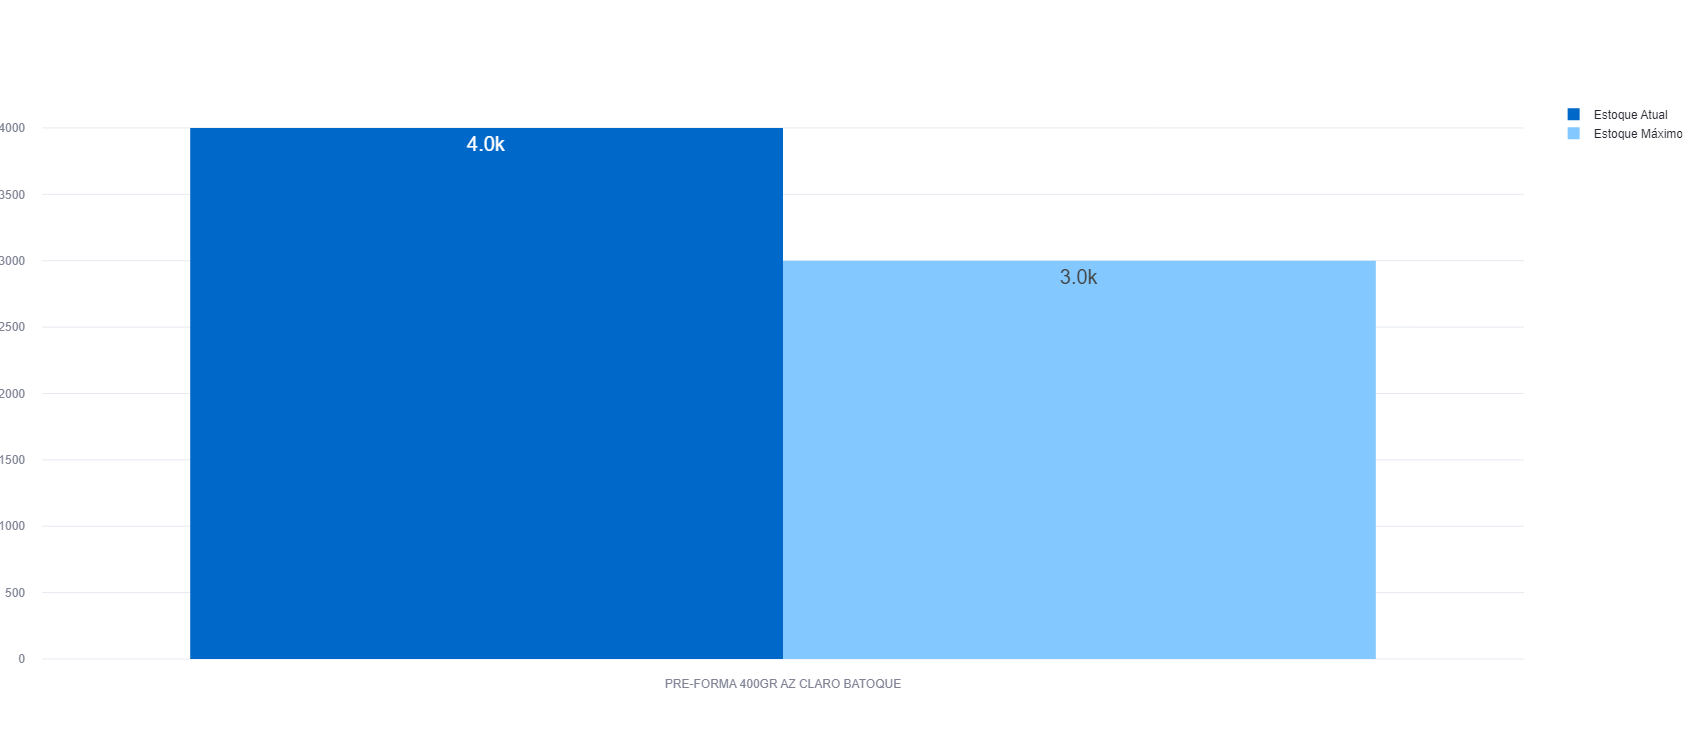 Estoque Atual
Estoque Máximo
4000
3500
3000
2500
2000
1500
1000
500
0
4.0k
3.0k
PRE-FORMA 400GR AZ CLARO BATOQUE